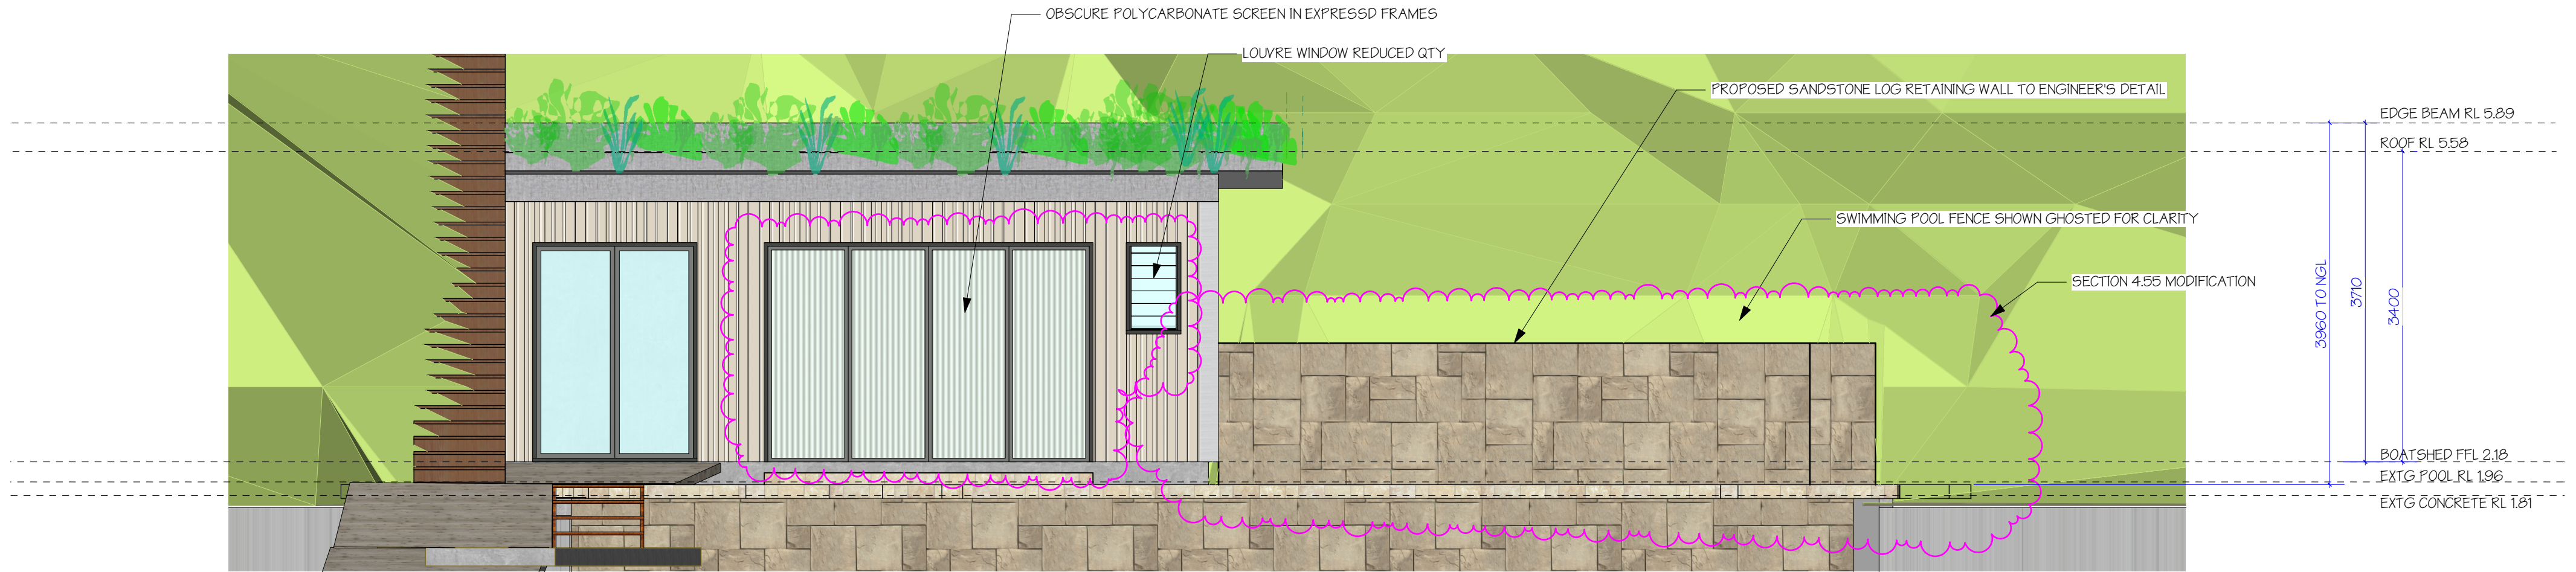 OBSCURE POLYCARBONATE SCREEN IN EXPRESSD FRAMES
LOUVRE WINDOW REDUCED QTY
PROPOSED SANDSTONE LOG RETAINING WALL TO ENGINEER'S DETAIL
EDGE BEAM RL 5.89
ROOF RL 5.58
SWIMMING POOL FENCE SHOWN GHOSTED FOR CLARITY
SECTION 4.55 MODIFICATION
3960 TO NGL
3710
3400
BOATSHED FFL 2.18
EXTG POOL RL 1.96
EXTG CONCRETE RL 1.81